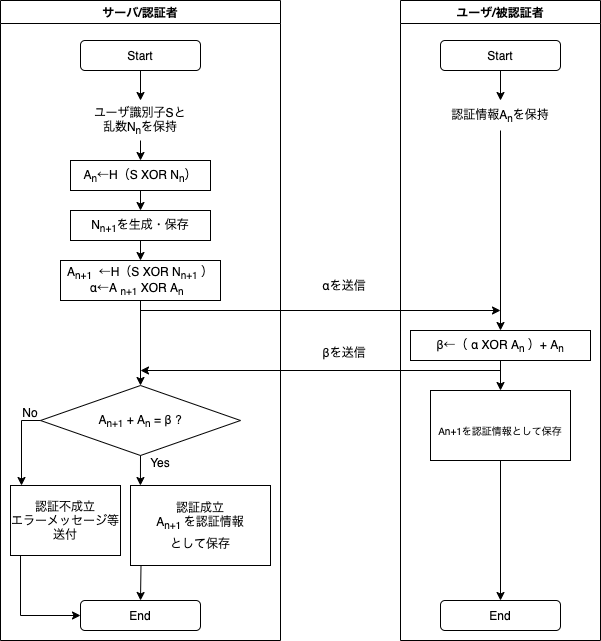 サーバ/認証者
Start
ユーザ識別子Sと
乱数Nnを保持
An←H（S XOR Nn）
Nn+1を生成・保存
An+1 ←H（S XOR Nn+1 ）
α←A n+1 XOR An
An+1 + An = β ?
No
Yes
認証不成立
エラーメッセージ等
送付
認証成立
An+1 を認証情報
として保存
End
αを送信
βを送信
ユーザ/被認証者
Start
認証情報Anを保持
β←（ α XOR An ）+ An
An+1を認証情報として保存
End